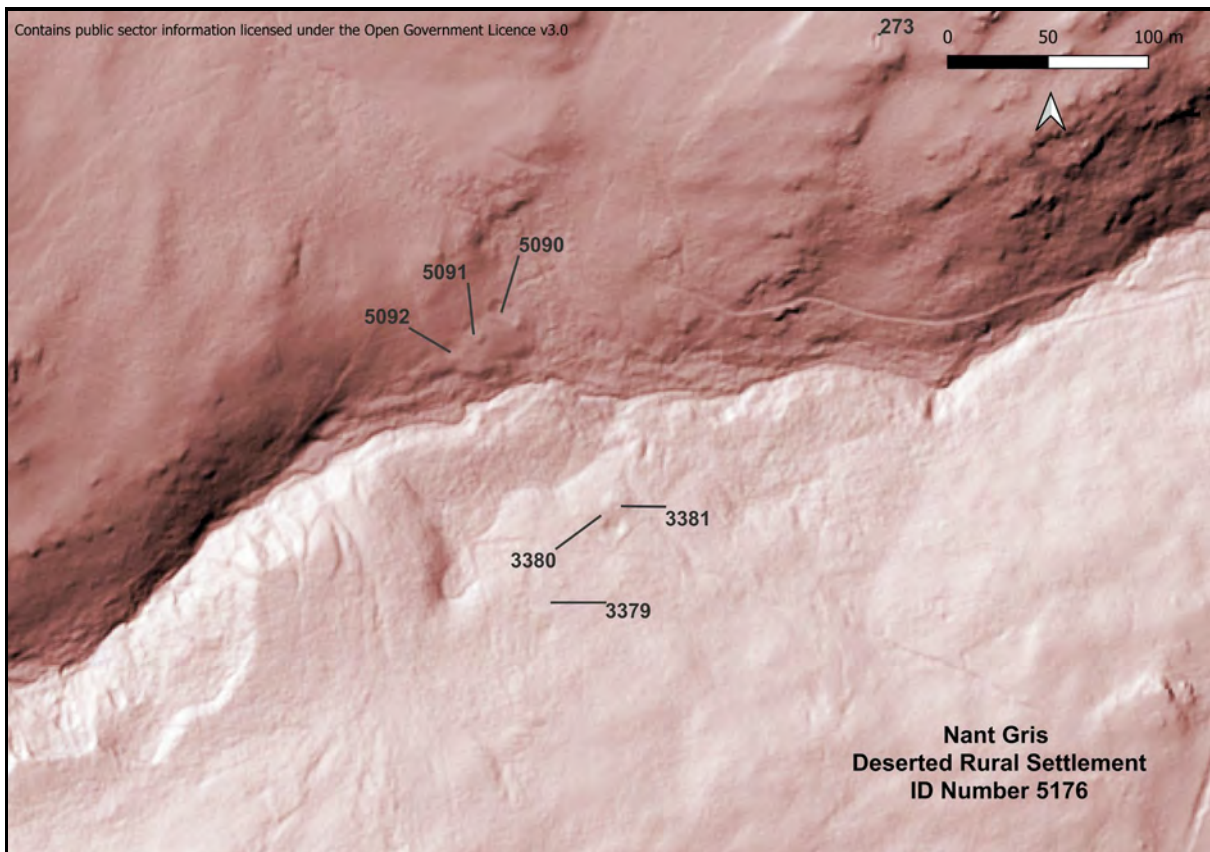 Contains public sector information licensed under the Open Government Licence v3.0
273
0 50 100 m
5090
5091
5092
3381
3380
3379
Nant Gris
Deserted Rural Settlement
ID Number 5176